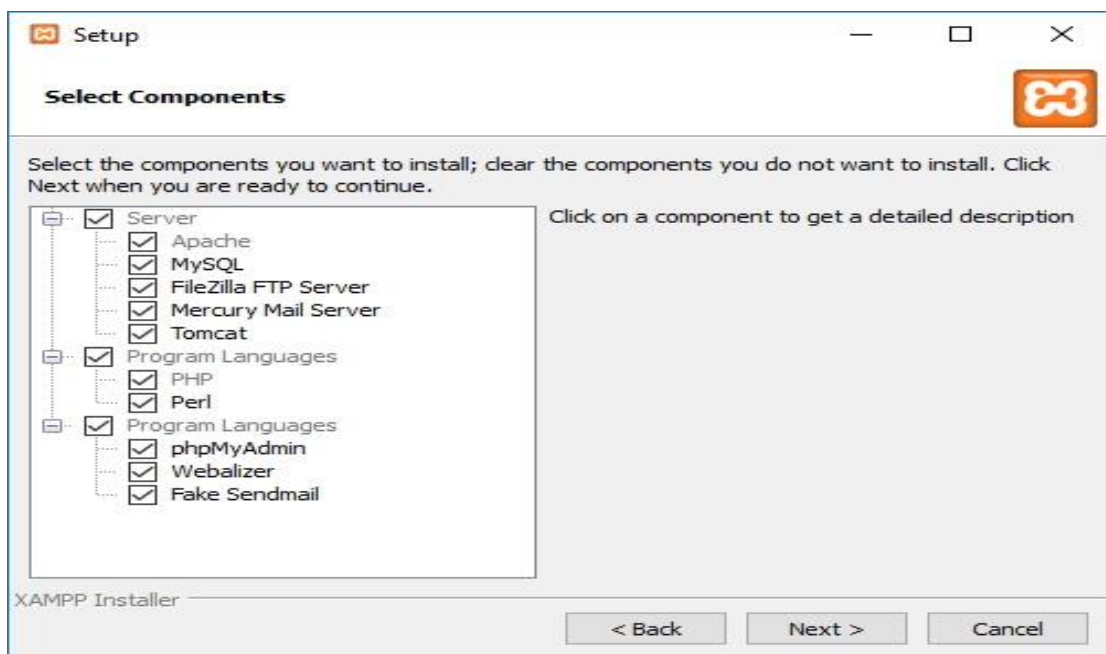 Setup
Select Components
Select the components you want to install; clear the components you do not want to install. Click
Next when you are ready to continue.
Server
Apache
MySQL
FileZilla FTP Server
Mercury Mail Server
Tomcat
Program Languages
PHP
Perl
Program Languages
phpMyAdmin
Webalizer
Fake Sendmail
Click on a component to get a detailed description
XAMPP Installer
< Back
Next >
Cancel